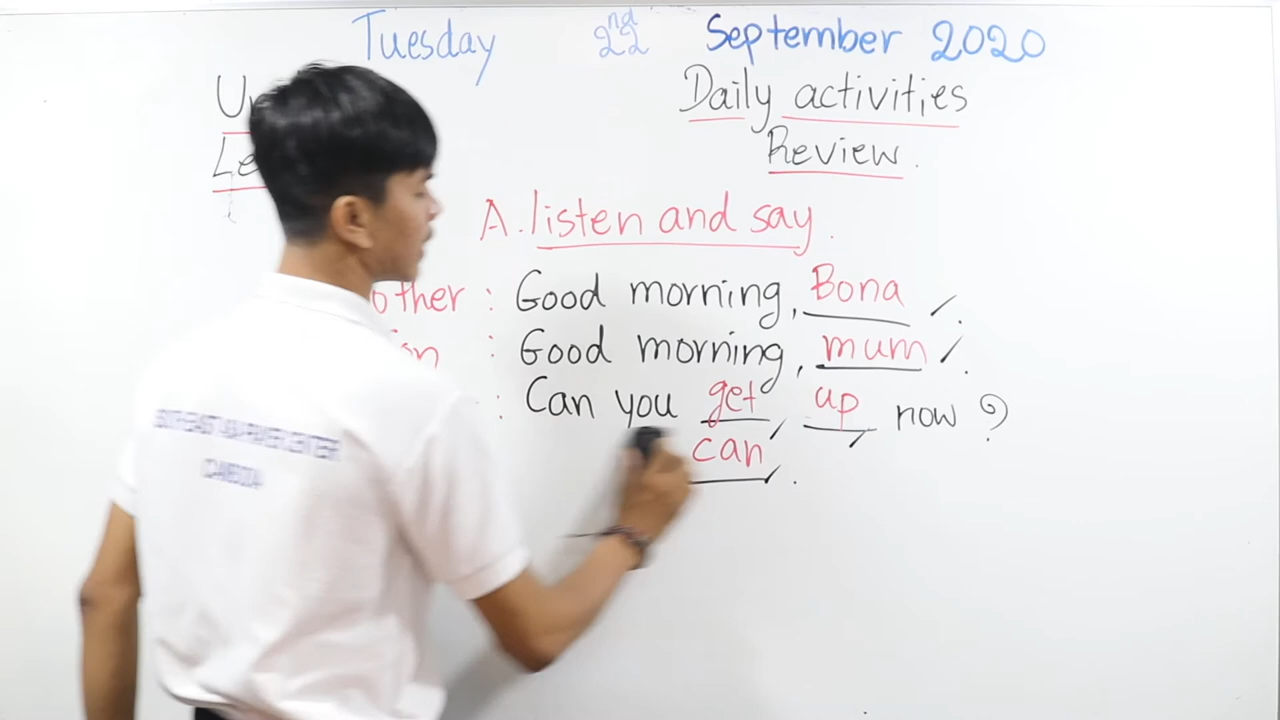 Tuesday 22nd September 2020
Daily activities
Review.
A. listen and say.
: Good morning, Bona.
: Good morning, mum.
: Can you get up now?
can.